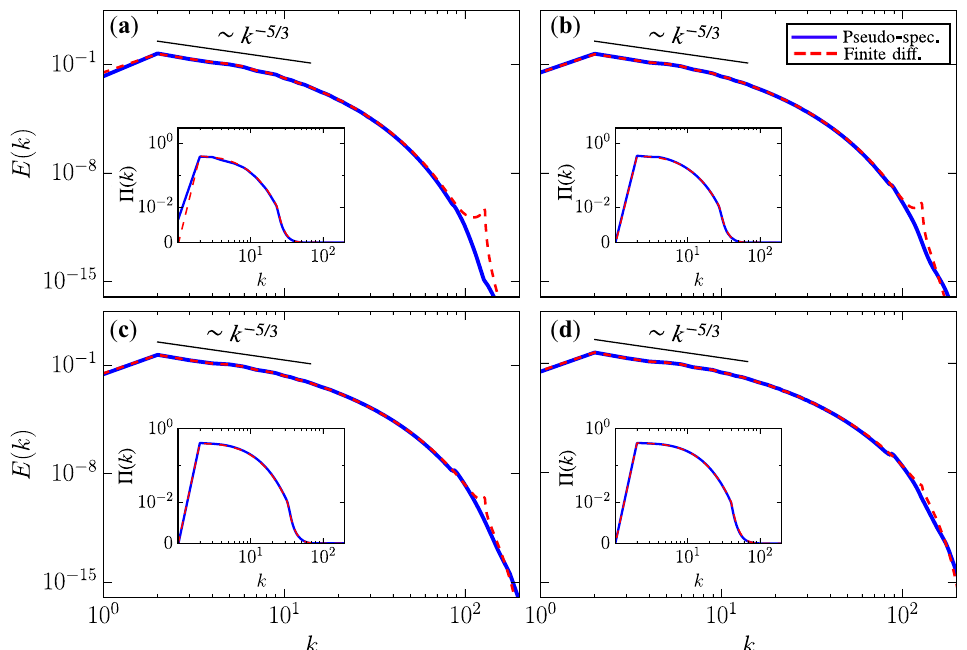 (a)
∼ k^{−5/3}
10^{−1}
10^{−8}
10^{−15}
E(k)
10^0
10^{−2}
0
Π(k)
10^1
10^2
k
(b)
∼ k^{−5/3}
Pseudo-spec.
Finite diff.
10^0
10^{−2}
0
Π(k)
10^1
10^2
k
(c)
∼ k^{−5/3}
10^{−1}
10^{−8}
10^{−15}
E(k)
10^0
10^{−2}
0
Π(k)
10^1
10^2
k
10^0
10^1
10^2
k
(d)
∼ k^{−5/3}
10^0
10^{−2}
0
Π(k)
10^1
10^2
k
10^0
10^1
10^2
k